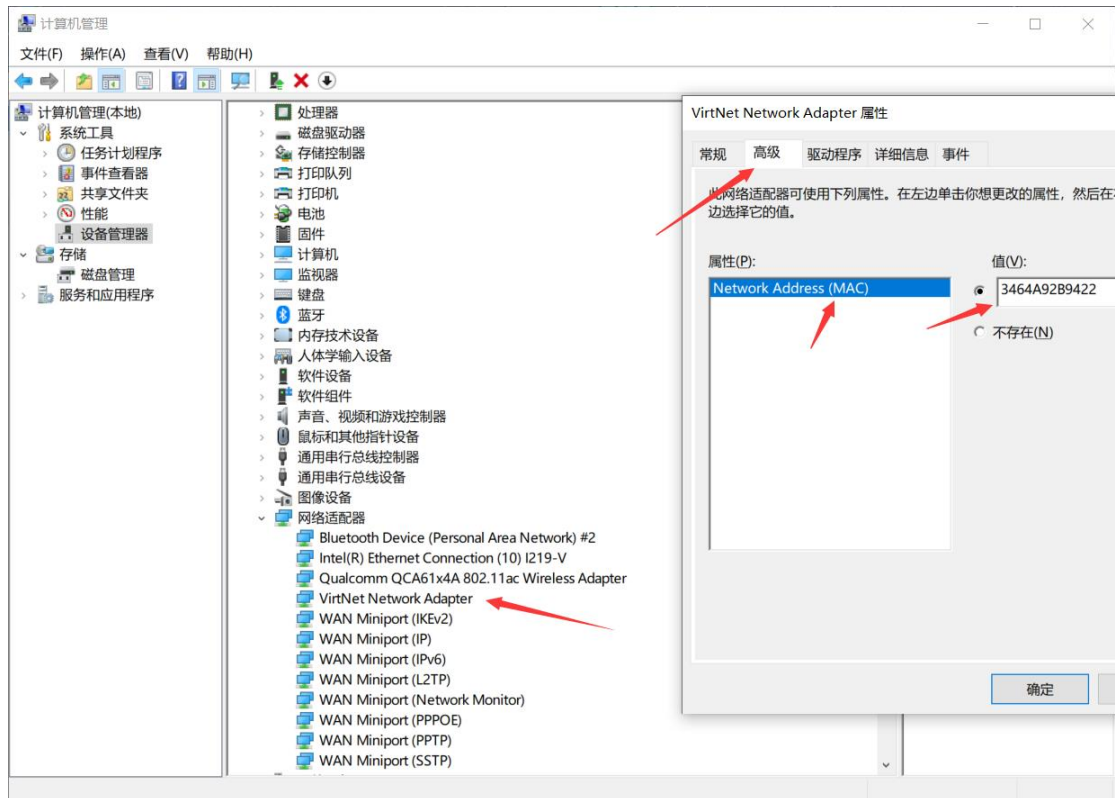 计算机管理
文件(F) 操作(A) 查看(V) 帮助(H)
计算机管理(本地)
系统工具
任务计划程序
事件查看器
共享文件夹
性能
设备管理器
存储
磁盘管理
服务和应用程序
处理器
磁盘驱动器
存储控制器
打印队列
打印机
电池
固件
计算机
监视器
键盘
蓝牙
内存技术设备
人体学输入设备
软件设备
软件组件
声音、视频和游戏控制器
鼠标和其他指针设备
通用串行总线控制器
通用串行总线设备
图像设备
网络适配器
Bluetooth Device (Personal Area Network) #2
Intel(R) Ethernet Connection (10) I219-V
Qualcomm QCA61x4A 802.11ac Wireless Adapter
VirtNet Network Adapter
WAN Miniport (IKEv2)
WAN Miniport (IP)
WAN Miniport (IPv6)
WAN Miniport (L2TP)
WAN Miniport (Network Monitor)
WAN Miniport (PPPOE)
WAN Miniport (PPTP)
WAN Miniport (SSTP)
VirtNet Network Adapter 属性
常规 高级 驱动程序 详细信息 事件
此网络适配器可使用下列属性。在左边单击你想更改的属性，然后在
边选择它的值。
属性(P):
Network Address (MAC)
值(V):
3464A92B9422
不存在(N)
确定